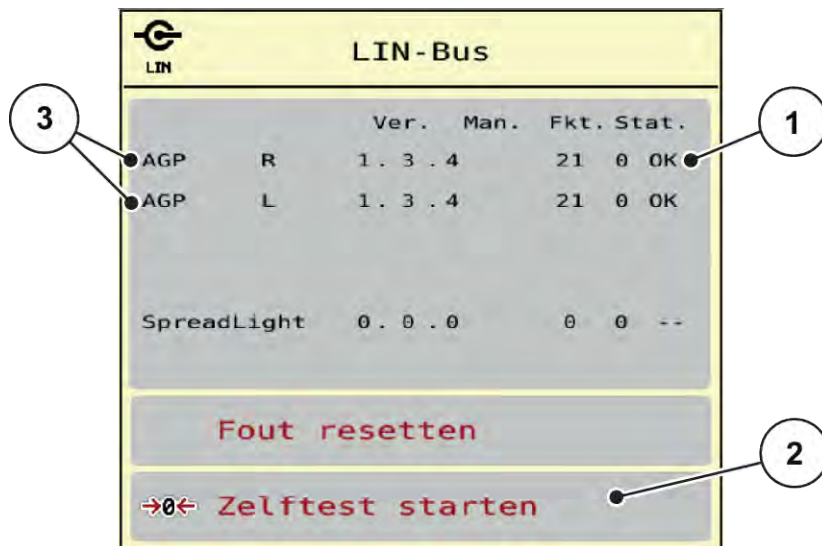 LIN
LIN-Bus
Ver. Man. Fkt. Stat.
3
1
AGP R 1.3.4 21 0 OK
AGP L 1.3.4 21 0 OK
SpreadLight 0.0.0 0 0 --
Fout resetten
2
→0← Zelftest starten